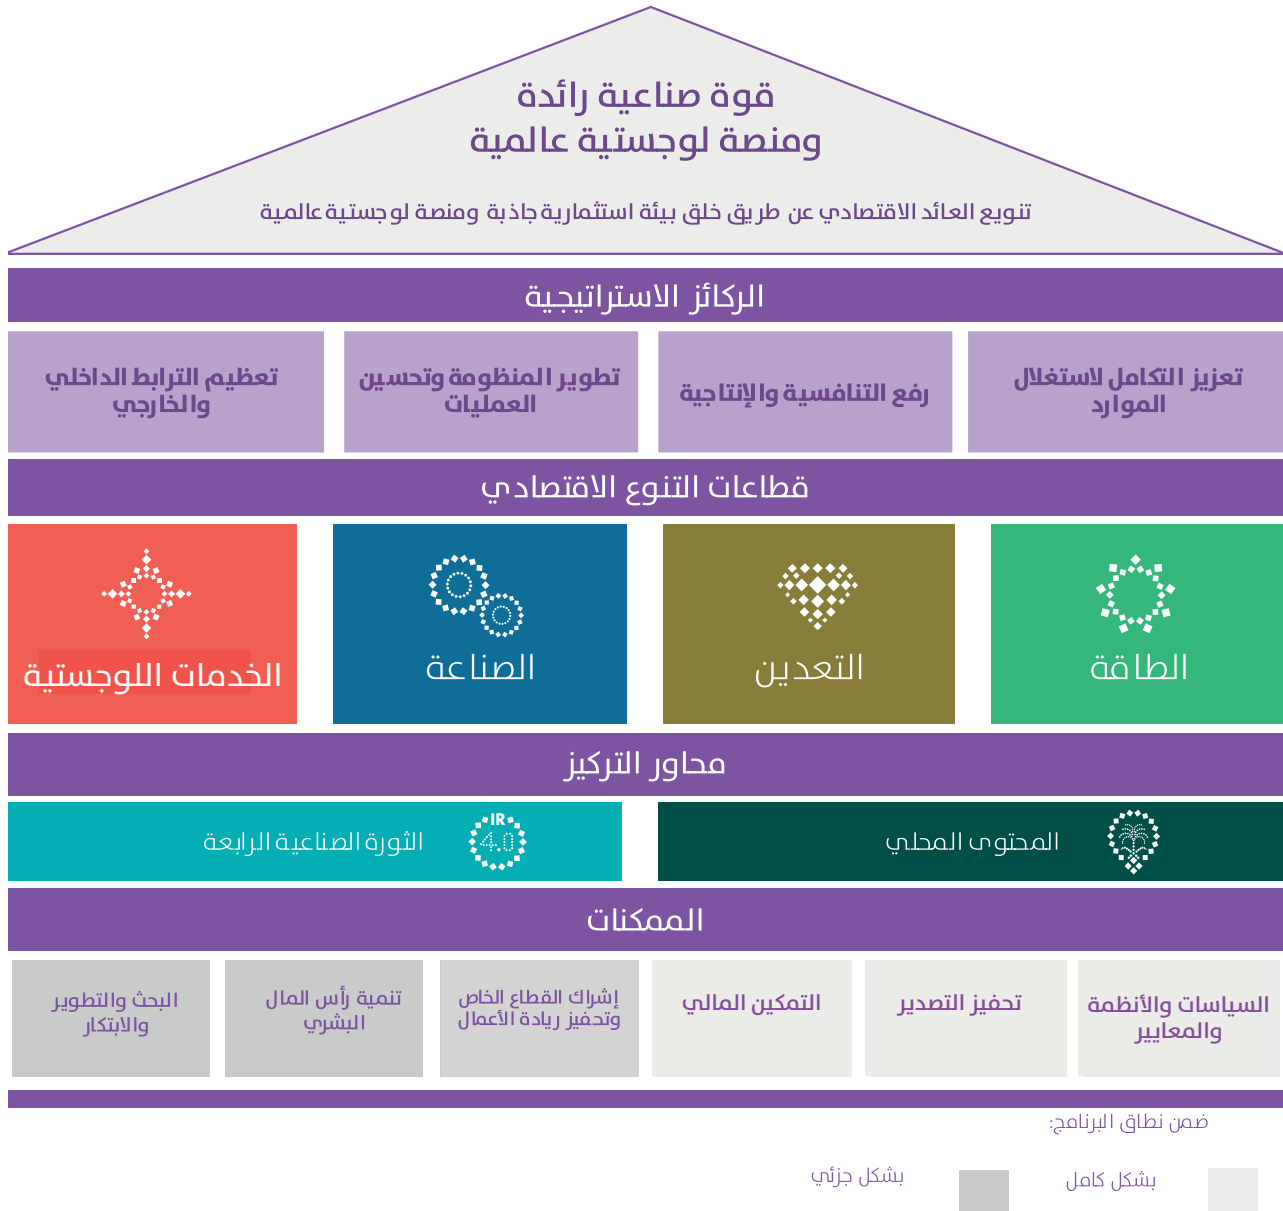 قوة صناعية رائدة
ومنصة لوجستية عالمية
تنويع العائد الاقتصادي عن طريق خلق بيئة استثمارية جاذبة ومنصة لوجستية عالمية
الركائز الاستراتيجية
تعزيز التكامل لاستغلال
الموارد
رفع التنافسية والإنتاجية
تطوير المنظومة وتحسين
العمليات
تعظيم الترابط الداخلي
والخارجي
قطاعات التنوع الاقتصادي
الطاقة
التعدين
الصناعة
الخدمات اللوجستية
محاور التركيز
المحتوى المحلي
IR
4.0
الثورة الصناعية الرابعة
الممكنات
السياسات والأنظمة
والمعايير
تحفيز التصدير
التمكين المالي
إشراك القطاع الخاص
وتحفيز ريادة الأعمال
تنمية رأس المال
البشري
البحث والتطوير
والابتكار
ضمن نطاق البرنامج:
بشكل كامل
بشكل جزئي